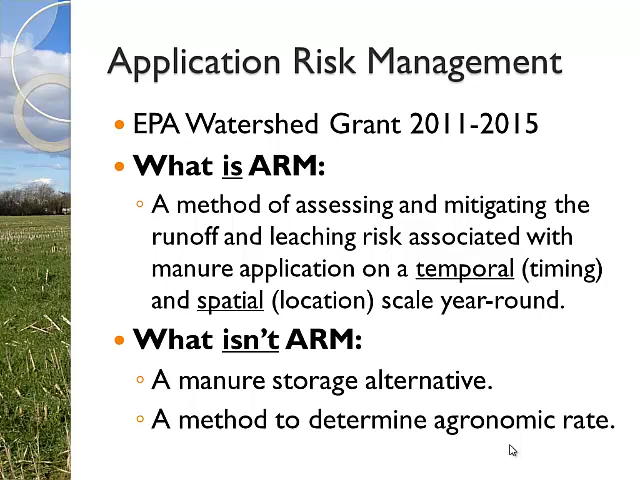 Application Risk Management
• EPA Watershed Grant 2011-2015
• What is ARM:
◦ A method of assessing and mitigating the
runoff and leaching risk associated with
manure application on a temporal (timing)
and spatial (location) scale year-round.
• What isn't ARM:
◦ A manure storage alternative.
◦ A method to determine agronomic rate.